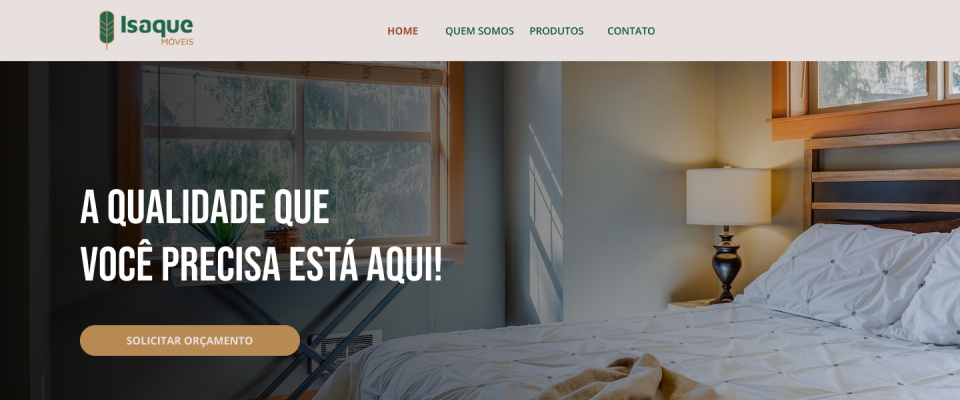 Isaque
MÓVEIS
HOME
QUEM SOMOS
PRODUTOS
CONTATO
A QUALIDADE QUE
VOCÊ PRECISA ESTÁ AQUI!
SOLICITAR ORÇAMENTO